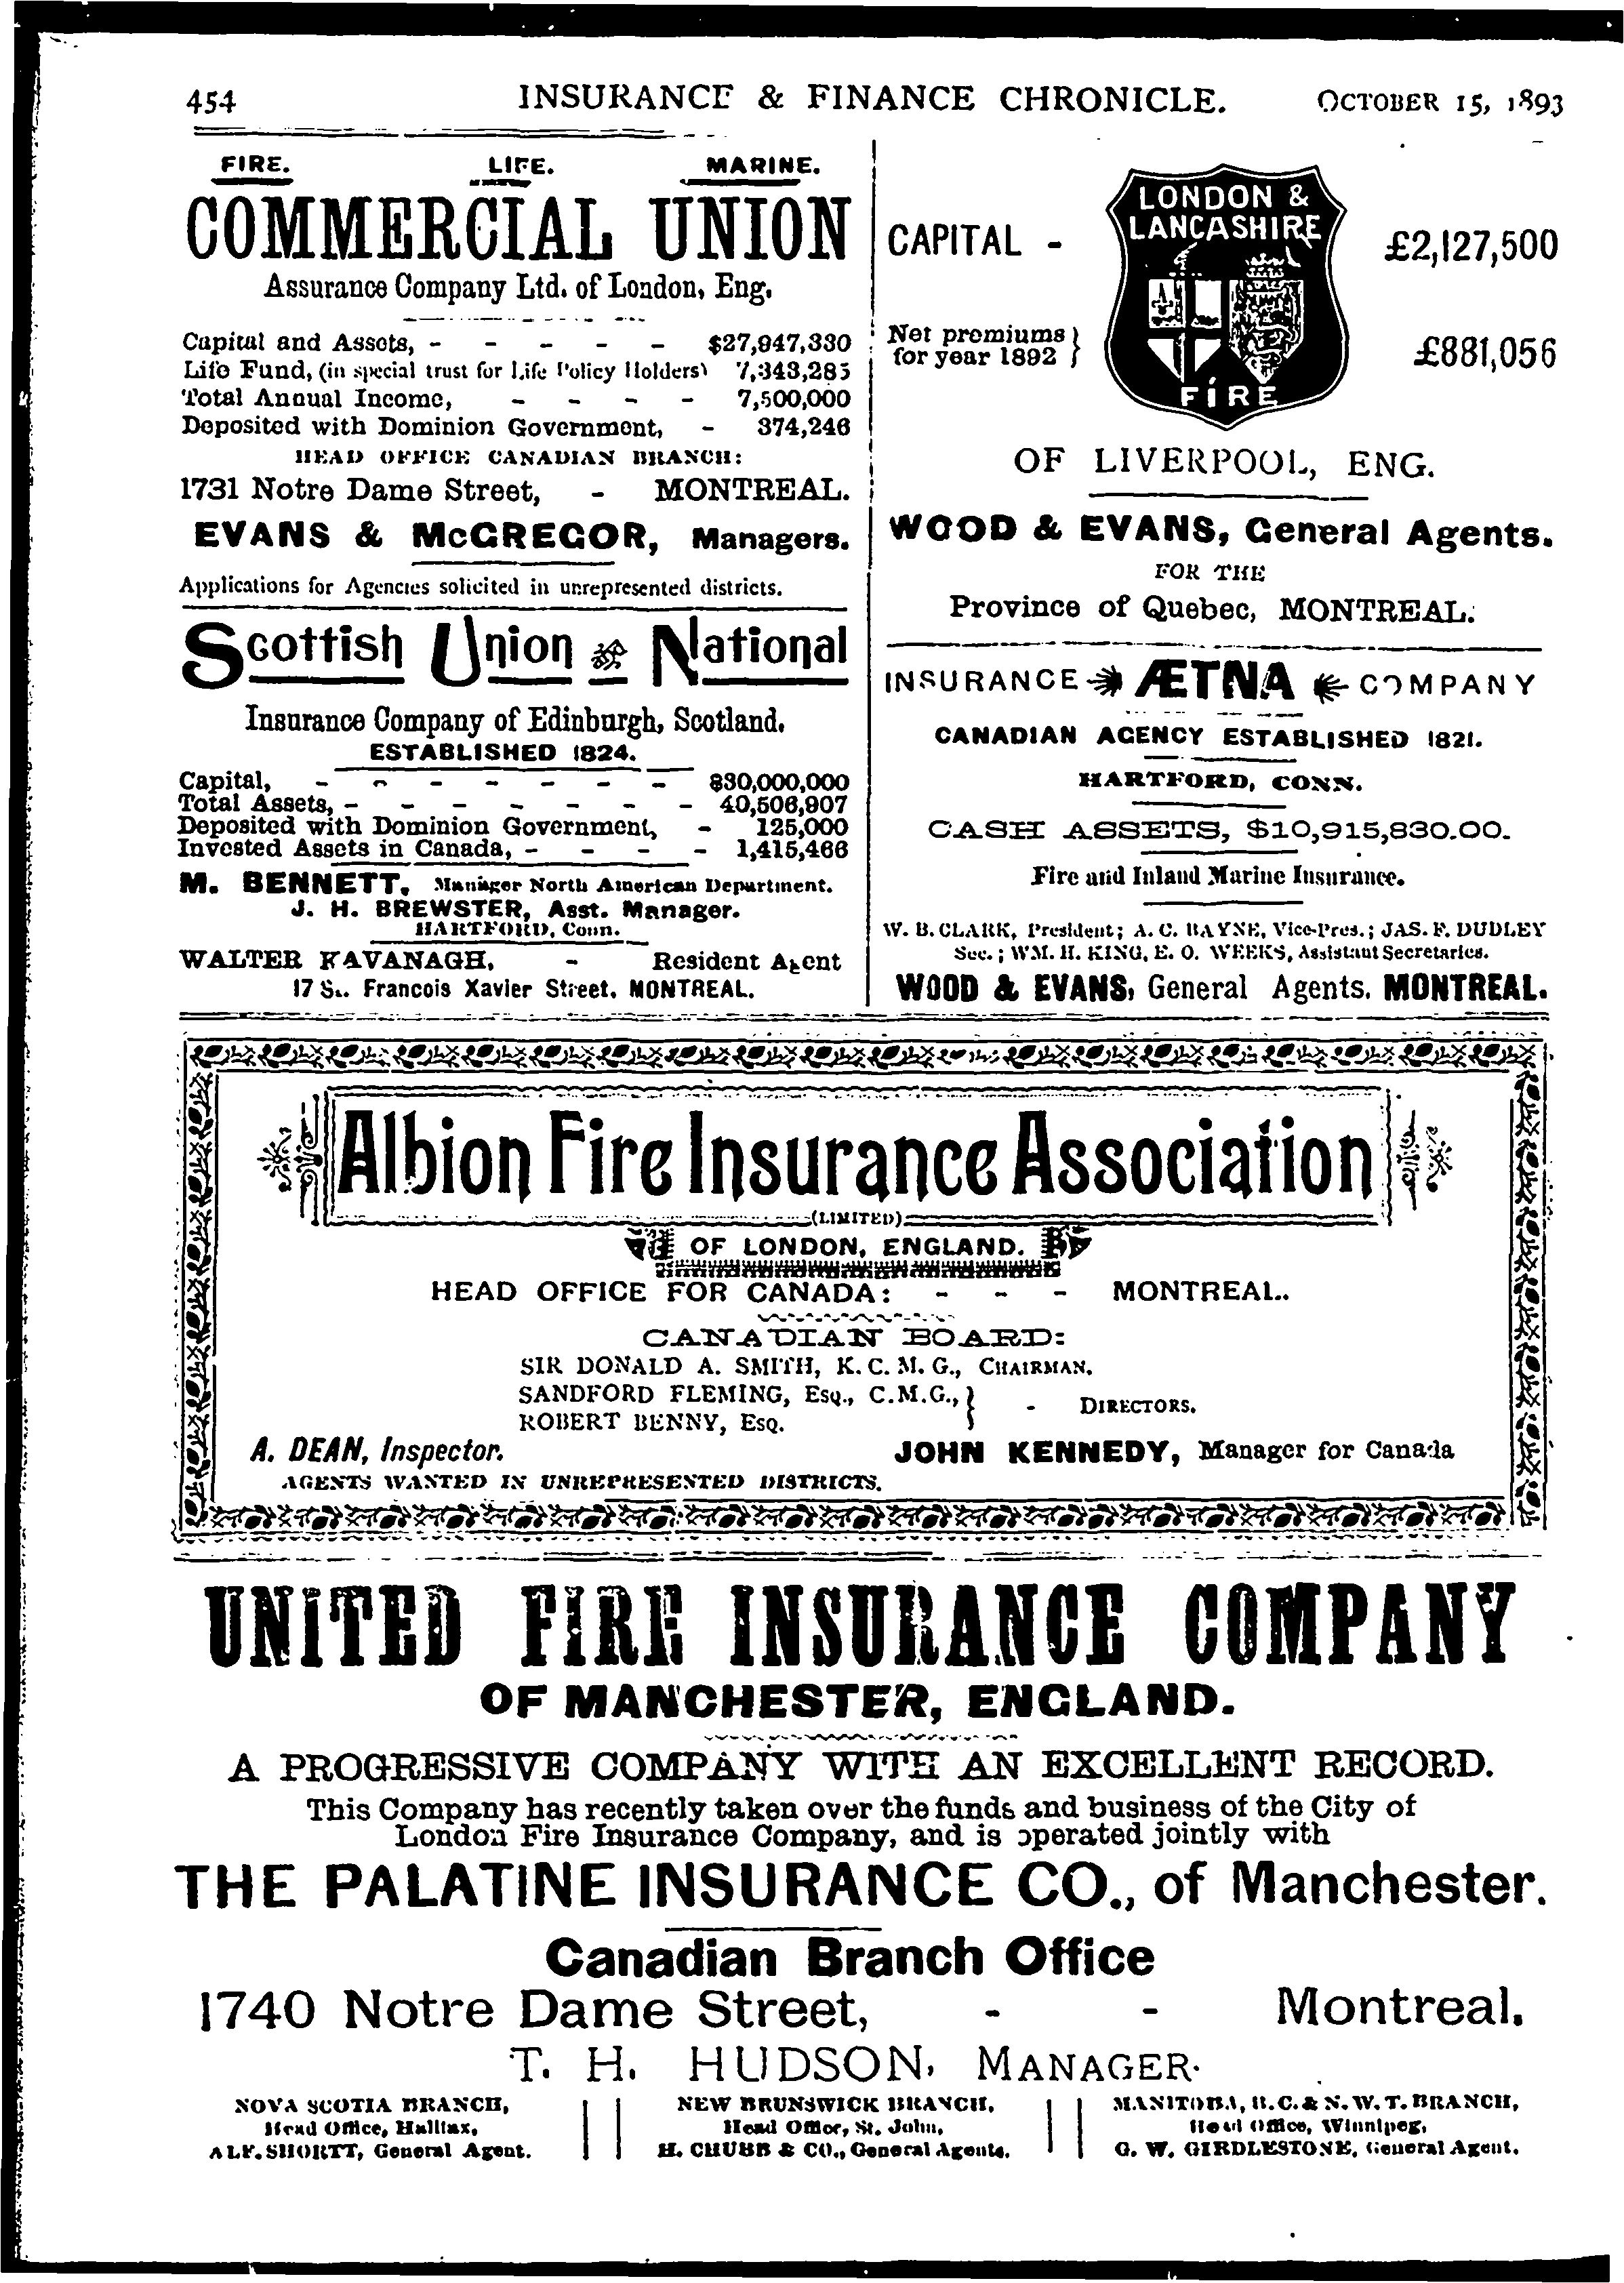 454 INSURANCE & FINANCE CHRONICLE. OCTOBER 15, 1893
FIRE. LIFE. MARINE.
COMMERCIAL UNION
Assurance Company Ltd. of London, Eng.
Capital and Assets, - - - - - $27,947,330
Life Fund, (in special trust for Life Policy Holders) 7,343,285
Total Annual Income, - - - - 7,500,000
Deposited with Dominion Government, - 374,246
HEAD OFFICE CANADIAN BRANCH:
1731 Notre Dame Street, - MONTREAL.
EVANS & McGREGOR, Managers.
Applications for Agencies solicited in unrepresented districts.
Scottish Union & National
Insurance Company of Edinburgh, Scotland.
ESTABLISHED 1824.
Capital, - - - - - - - $30,000,000
Total Assets, - - - - - - - 40,506,907
Deposited with Dominion Government, - 125,000
Invested Assets in Canada, - - - - 1,415,466
M. BENNETT, Manager North American Department.
J. H. BREWSTER, Asst. Manager.
HARTFORD, Conn.
WALTER KAVANAGH, - Resident Agent
17 St. Francois Xavier Street, MONTREAL.
LONDON &
LANCASHIRE
CAPITAL - £2,127,500
Net premiums
for year 1892 } £881,056
FIRE
OF LIVERPOOL, ENG.
WOOD & EVANS, General Agents.
FOR THE
Province of Quebec, MONTREAL.
INSURANCE ÆTNA COMPANY
CANADIAN AGENCY ESTABLISHED 1821.
HARTFORD, CONN.
CASH ASSETS, $10,915,830.00.
Fire and Inland Marine Insurance.
W. B. CLARK, President; A. C. BAYNE, Vice-Pres.; JAS. F. DUDLEY
Sec.; WM. H. KING, E. O. WEEKS, Assistant Secretaries.
WOOD & EVANS, General Agents, MONTREAL.
Albion Fire Insurance Association
(LIMITED)
OF LONDON, ENGLAND.
HEAD OFFICE FOR CANADA: - - - MONTREAL.
CANADIAN BOARD:
SIR DONALD A. SMITH, K. C. M. G., CHAIRMAN.
SANDFORD FLEMING, ESQ., C.M.G., }
ROBERT BENNY, ESQ. - DIRECTORS.
A. DEAN, Inspector. JOHN KENNEDY, Manager for Canada
AGENTS WANTED IN UNREPRESENTED DISTRICTS.
UNITED FIRE INSURANCE COMPANY
OF MANCHESTER, ENGLAND.
A PROGRESSIVE COMPANY WITH AN EXCELLENT RECORD.
This Company has recently taken over the funds and business of the City of
London Fire Insurance Company, and is operated jointly with
THE PALATINE INSURANCE CO., of Manchester.
Canadian Branch Office
1740 Notre Dame Street, - - Montreal.
T. H. HUDSON, MANAGER.
NOVA SCOTIA BRANCH,
Head Office, Halifax,
ALF. SHORTT, General Agent.
NEW BRUNSWICK BRANCH,
Head Office, St. John,
H. CHUBB & CO., General Agents.
MANITOBA, B.C. & N.W.T. BRANCH,
Head Office, Winnipeg,
G. W. GIRDLESTONE, General Agent.